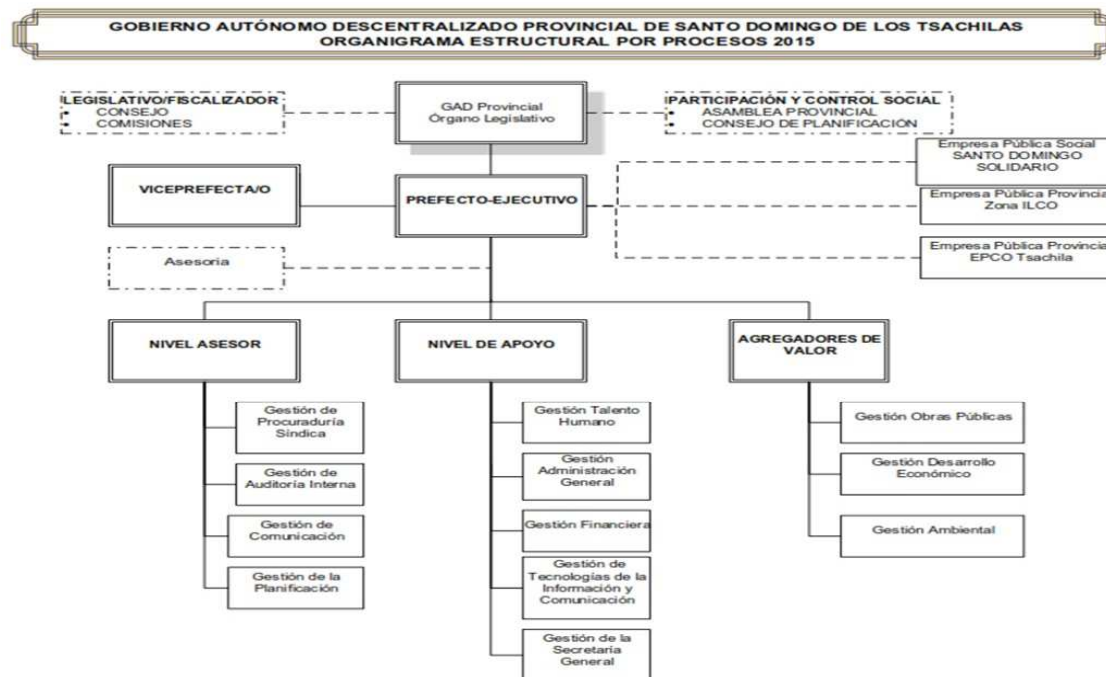 GOBIERNO AUTÓNOMO DESCENTRALIZADO PROVINCIAL DE SANTO DOMINGO DE LOS TSACHILAS
ORGANIGRAMA ESTRUCTURAL POR PROCESOS 2015
LEGISLATIVO/FISCALIZADOR
• CONSEJO
• COMISIONES
GAD Provincial
Órgano Legislativo
PARTICIPACIÓN Y CONTROL SOCIAL
• ASAMBLEA PROVINCIAL
• CONSEJO DE PLANIFICACIÓN
Empresa Pública Social
SANTO DOMINGO
SOLIDARIO
VICEPREFECTA/O
PREFECTO-EJECUTIVO
Empresa Pública Provincia
Zona ILCO
Asesoria
Empresa Pública Provincia
EPCO Tsachila
NIVEL ASESOR
NIVEL DE APOYO
AGREGADORES DE
VALOR
Gestión de
Procuraduría
Síndica
Gestión de
Auditoría Interna
Gestión de
Comunicación
Gestión de la
Planificación
Gestión Talento
Humano
Gestión
Administración
General
Gestión Financiera
Gestión de
Tecnologías de la
Información y
Comunicación
Gestión de la
Secretaría
General
Gestión Obras Públicas
Gestión Desarrollo
Económico
Gestión Ambiental